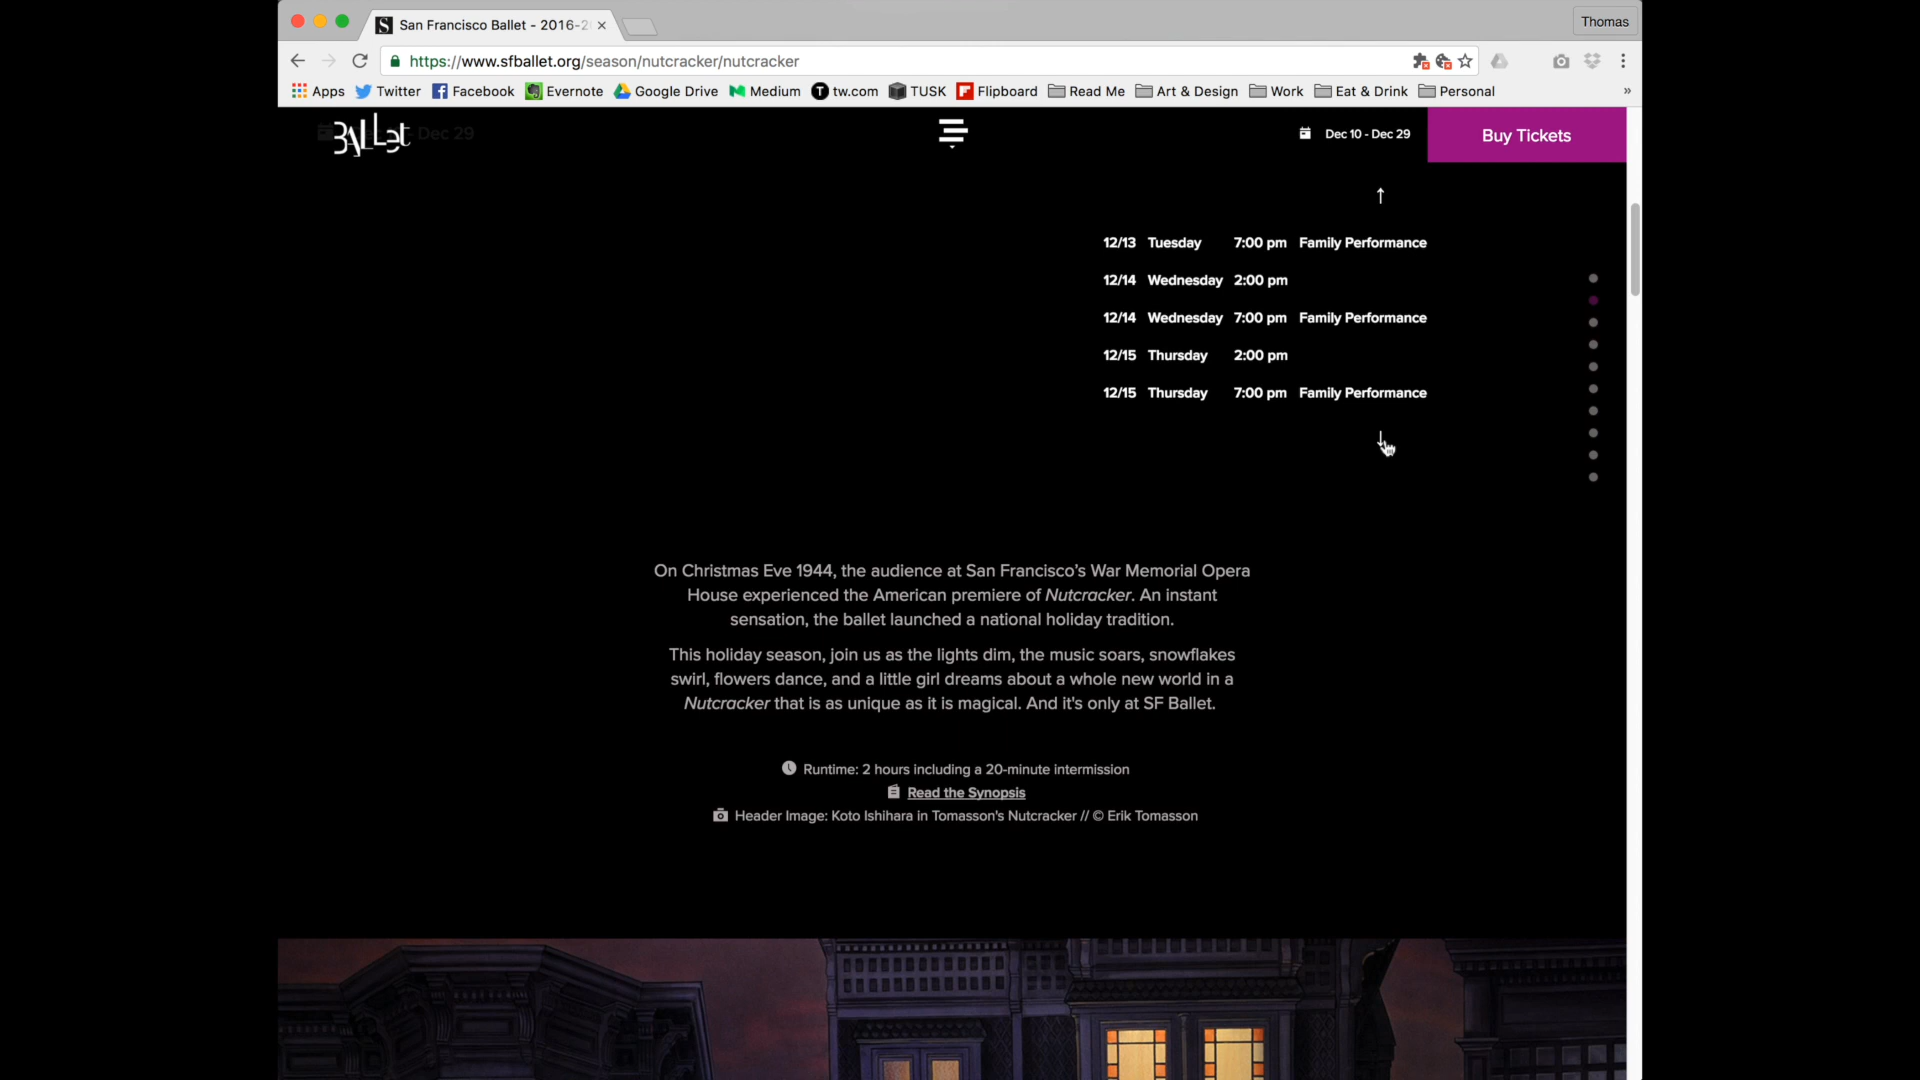 San Francisco Ballet - 2016-2
Thomas
https://www.sfballet.org/season/nutcracker/nutcracker
Apps Twitter Facebook Evernote Google Drive Medium tw.com TUSK Flipboard Read Me Art & Design Work Eat & Drink Personal »
BALLet Dec 29 Dec 10 - Dec 29 Buy Tickets
12/13 Tuesday 7:00 pm Family Performance
12/14 Wednesday 2:00 pm
12/14 Wednesday 7:00 pm Family Performance
12/15 Thursday 2:00 pm
12/15 Thursday 7:00 pm Family Performance
On Christmas Eve 1944, the audience at San Francisco's War Memorial Opera
House experienced the American premiere of Nutcracker. An instant
sensation, the ballet launched a national holiday tradition.
This holiday season, join us as the lights dim, the music soars, snowflakes
swirl, flowers dance, and a little girl dreams about a whole new world in a
Nutcracker that is as unique as it is magical. And it's only at SF Ballet.
Runtime: 2 hours including a 20-minute intermission
Read the Synopsis
Header Image: Koto Ishihara in Tomasson's Nutcracker // © Erik Tomasson